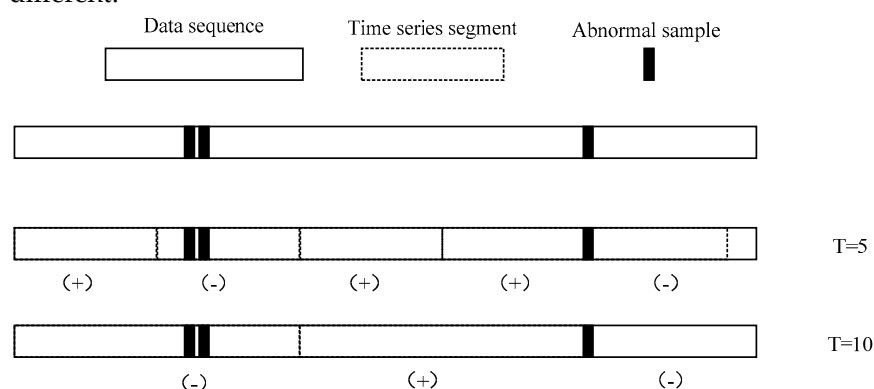 different.
Data sequence Time series segment Abnormal sample
T=5
(+) (-) (+) (+) (-)
T=10
(-) (+) (-)